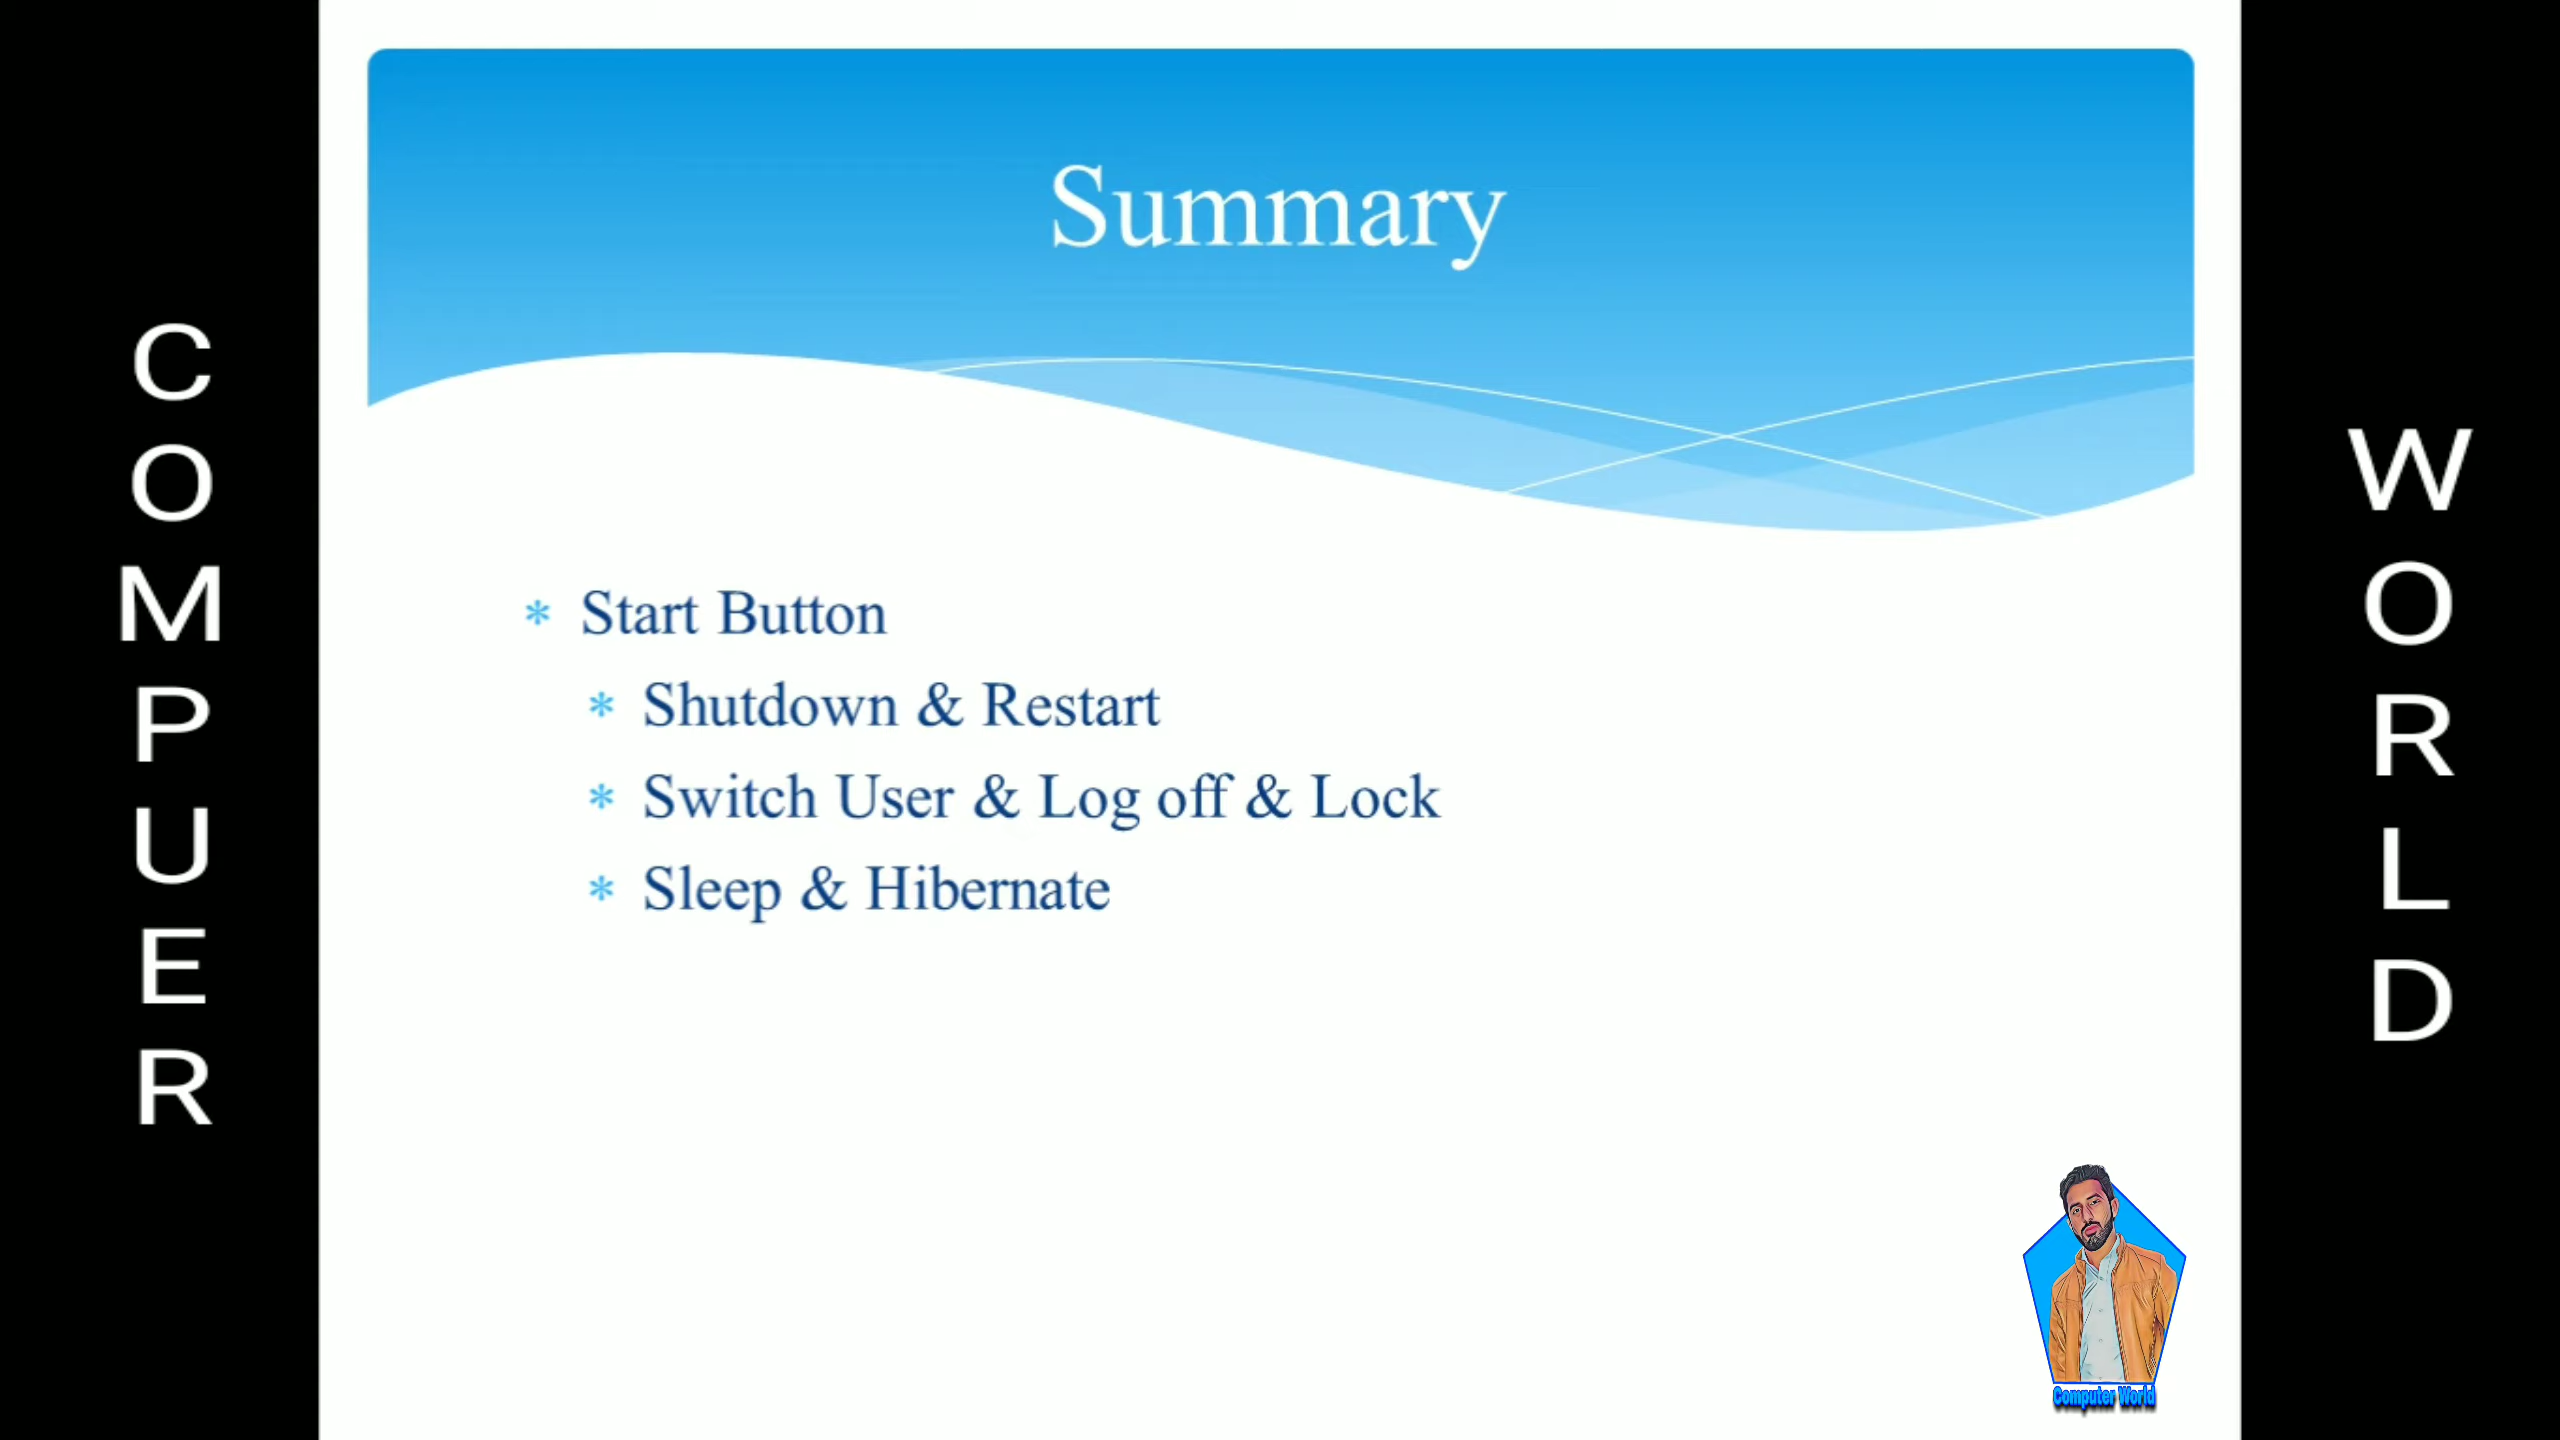 COMPUER
Summary
* Start Button
* Shutdown & Restart
* Switch User & Log off & Lock
* Sleep & Hibernate
WORLD
Computer World